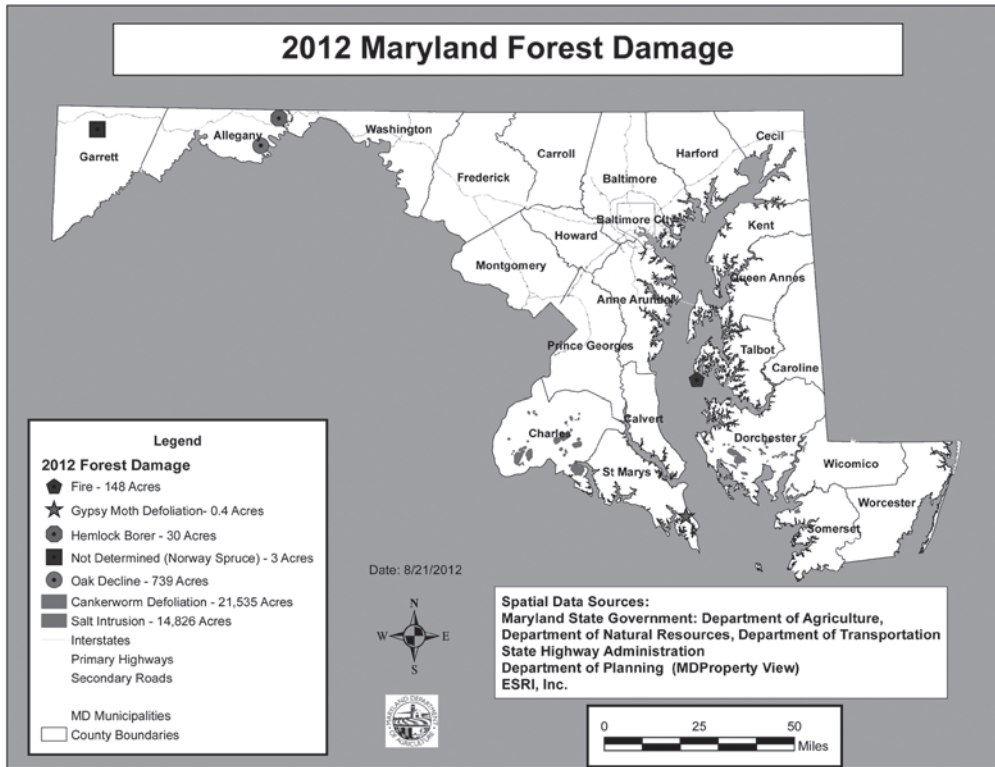 2012 Maryland Forest Damage
Garrett
Allegany
Washington
Frederick
Carroll
Baltimore
Harford
Cecil
Baltimore City
Howard
Montgomery
Kent
Queen Annes
Anne Arundel
Prince Georges
Talbot
Caroline
Charles
Calvert
St Marys
Dorchester
Wicomico
Somerset
Worcester
Legend
2012 Forest Damage
Fire - 148 Acres
Gypsy Moth Defoliation- 0.4 Acres
Hemlock Borer - 30 Acres
Not Determined (Norway Spruce) - 3 Acres
Oak Decline - 739 Acres
Cankerworm Defoliation - 21,535 Acres
Salt Intrusion - 14,826 Acres
Interstates
Primary Highways
Secondary Roads
MD Municipalities
County Boundaries
Date: 8/21/2012
N
W E
S
MARYLAND DEPARTMENT
OF AGRICULTURE
Spatial Data Sources:
Maryland State Government: Department of Agriculture,
Department of Natural Resources, Department of Transportation
State Highway Administration
Department of Planning (MDProperty View)
ESRI, Inc.
0 25 50
Miles